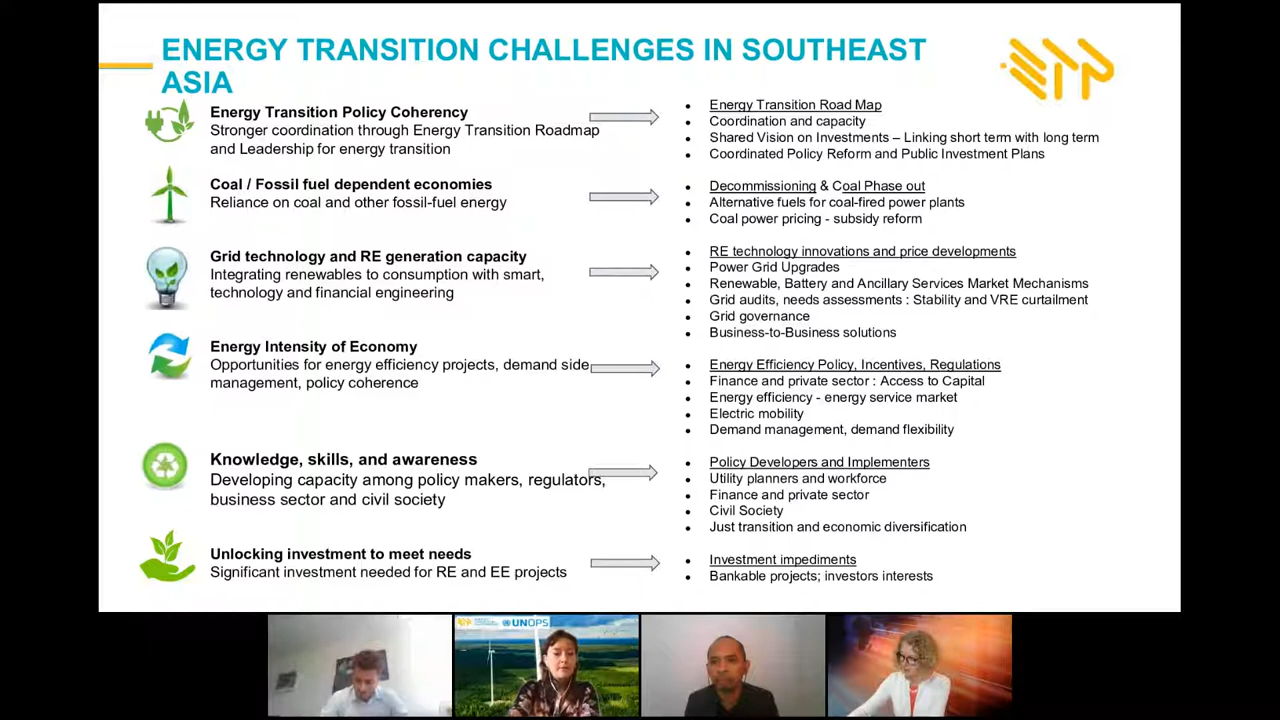 ENERGY TRANSITION CHALLENGES IN SOUTHEAST
ASIA
ETP
Energy Transition Policy Coherency
Stronger coordination through Energy Transition Roadmap
and Leadership for energy transition
• Energy Transition Road Map
• Coordination and capacity
• Shared Vision on Investments – Linking short term with long term
• Coordinated Policy Reform and Public Investment Plans
Coal / Fossil fuel dependent economies
Reliance on coal and other fossil-fuel energy
• Decommissioning & Coal Phase out
• Alternative fuels for coal-fired power plants
• Coal power pricing - subsidy reform
Grid technology and RE generation capacity
Integrating renewables to consumption with smart,
technology and financial engineering
• RE technology innovations and price developments
• Power Grid Upgrades
• Renewable, Battery and Ancillary Services Market Mechanisms
• Grid audits, needs assessments : Stability and VRE curtailment
• Grid governance
• Business-to-Business solutions
Energy Intensity of Economy
Opportunities for energy efficiency projects, demand side
management, policy coherence
• Energy Efficiency Policy, Incentives, Regulations
• Finance and private sector : Access to Capital
• Energy efficiency - energy service market
• Electric mobility
• Demand management, demand flexibility
Knowledge, skills, and awareness
Developing capacity among policy makers, regulators,
business sector and civil society
• Policy Developers and Implementers
• Utility planners and workforce
• Finance and private sector
• Civil Society
• Just transition and economic diversification
Unlocking investment to meet needs
Significant investment needed for RE and EE projects
• Investment impediments
• Bankable projects; investors interests
UNOPS